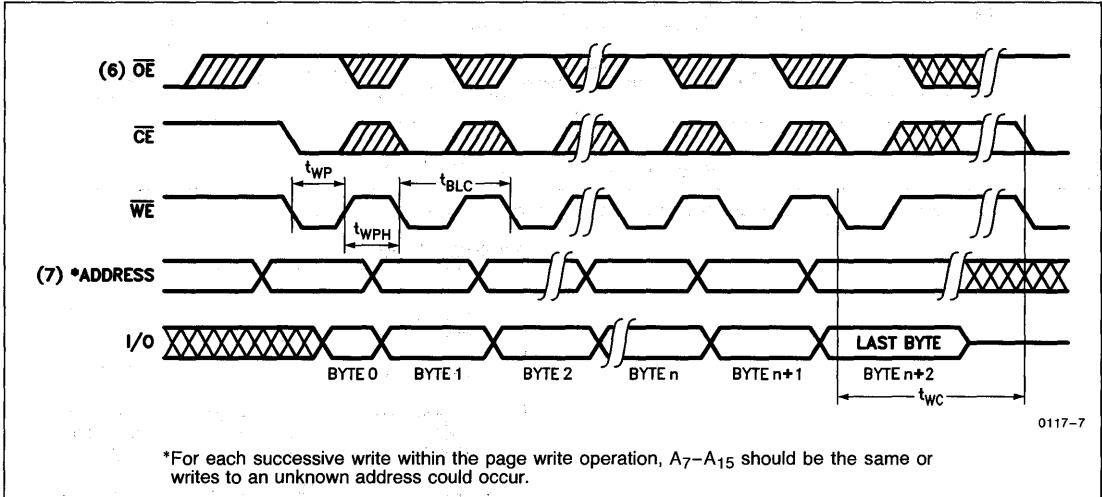 (6) OE
CE
tWP
tBLC
WE
tWPH
(7) *ADDRESS
I/O
LAST BYTE
BYTE 0 BYTE 1 BYTE 2 BYTE n BYTE n+1 BYTE n+2
tWC
0117-7
*For each successive write within the page write operation, A7–A15 should be the same or
writes to an unknown address could occur.